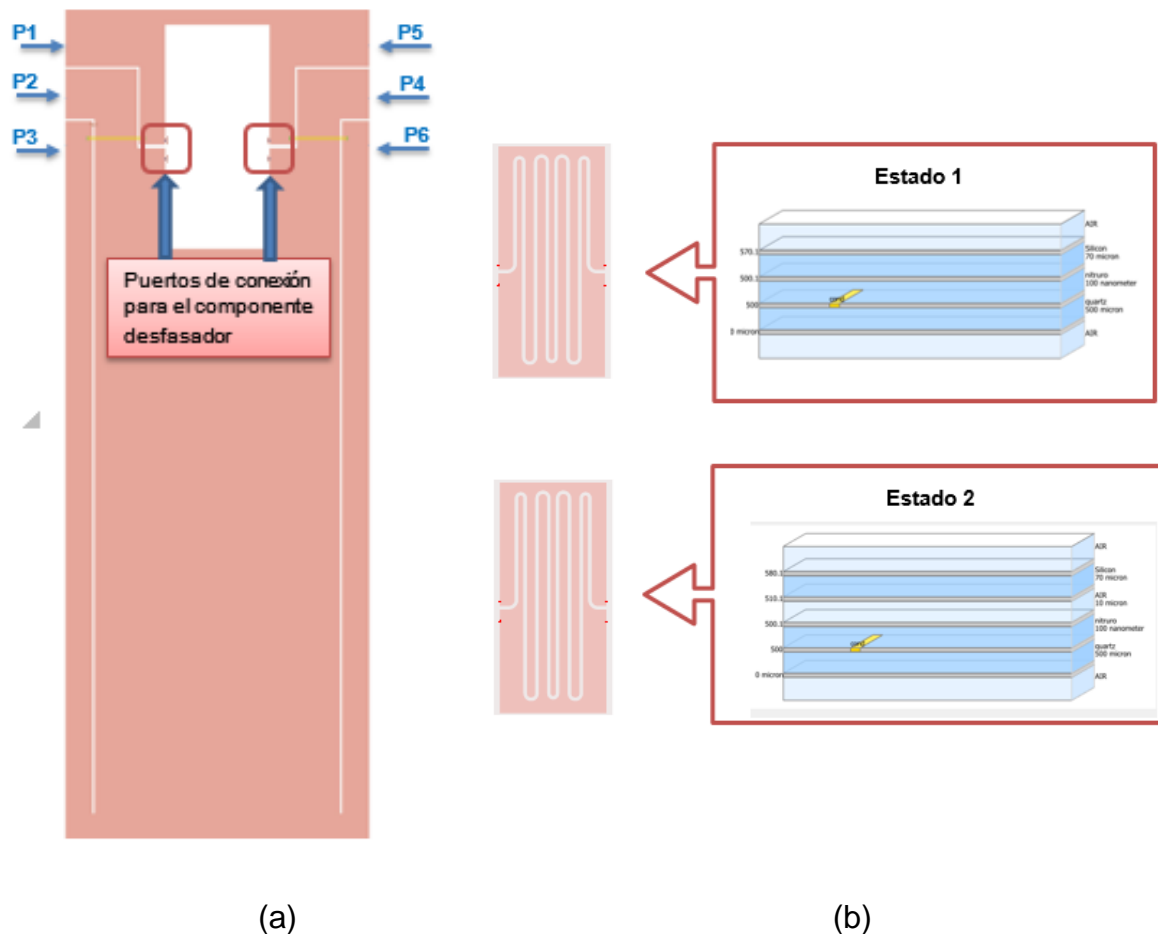 P1
P5
P2
P4
P3
P6
Puertos de conexión
para el componente
desfasador
Estado 1
AIR
Silicon
70 micron
570.1
nitruro
100 nanometer
500.1
quartz
500 micron
500
0 micron
AIR
Estado 2
AIR
Silicon
70 micron
580.1
AIR
10 micron
510.1
nitruro
100 nanometer
500.1
quartz
500 micron
500
0 micron
AIR
(a)
(b)